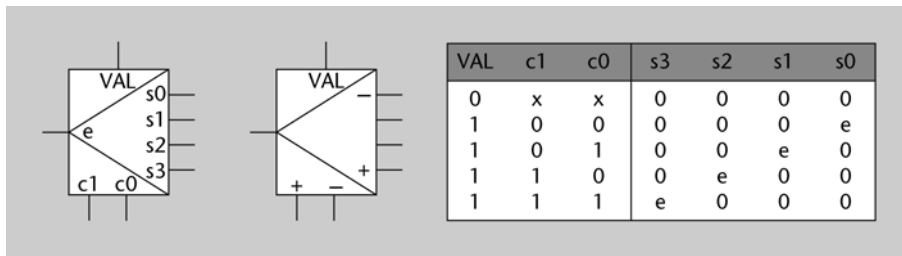 VAL
s0
e
s1
s2
s3
c1 c0
VAL
−
+
+ −
VAL c1 c0 s3 s2 s1 s0
0 x x 0 0 0 0
1 0 0 0 0 0 e
1 0 1 0 0 e 0
1 1 0 0 e 0 0
1 1 1 e 0 0 0